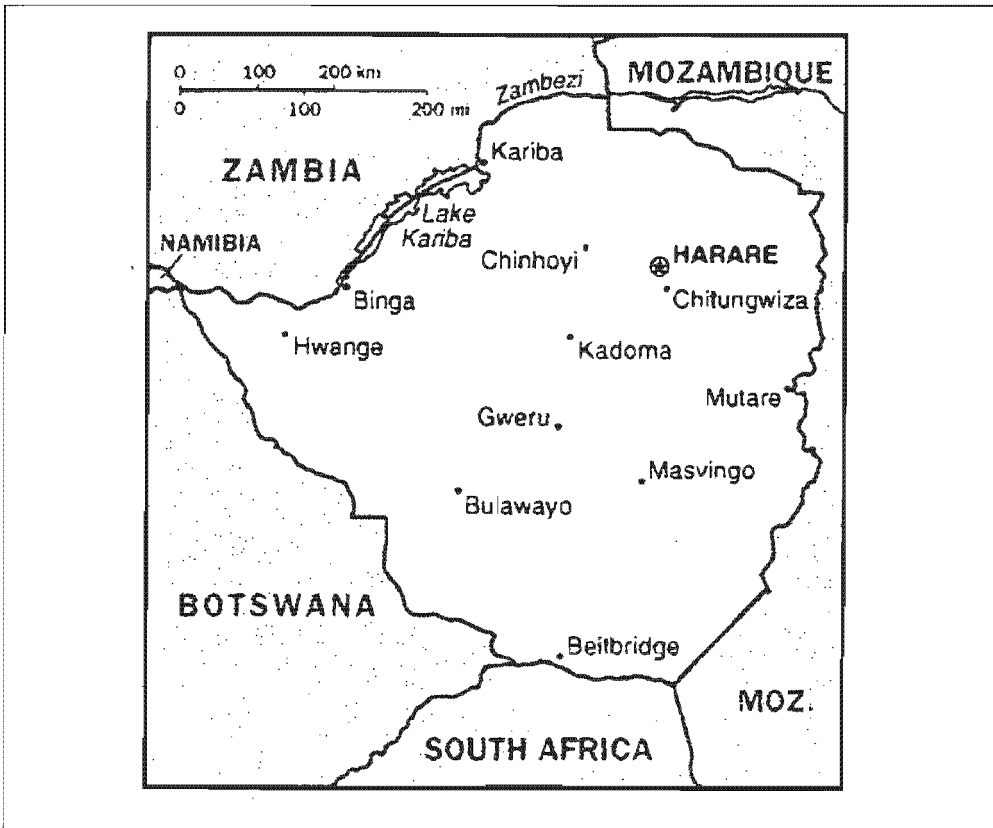 0 100 200 km
0 100 200 mi
MOZAMBIQUE
Zambezi
Kariba
ZAMBIA
Lake
Kariba
NAMIBIA
Chinhoyi
HARARE
Binga
Chitungwiza
Hwange
Kadoma
Mutare
Gweru
Masvingo
Bulawayo
BOTSWANA
Beitbridge
MOZ.
SOUTH AFRICA